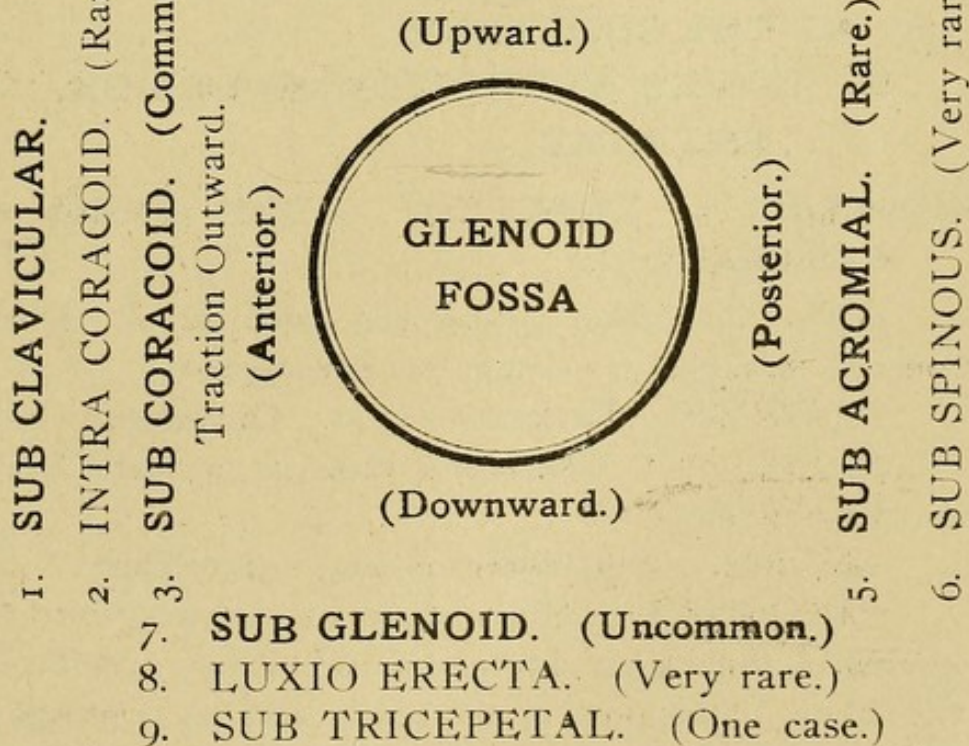 (Upward.)
1. SUB CLAVICULAR.
2. INTRA CORACOID.
3. SUB CORACOID.
Traction Outward.
(Anterior.)
GLENOID
FOSSA
(Posterior.)
5. SUB ACROMIAL. (Rare.)
6. SUB SPINOUS. (Very
(Downward.)
7. SUB GLENOID. (Uncommon.)
8. LUXIO ERECTA. (Very rare.)
9. SUB TRICEPETAL. (One case.)